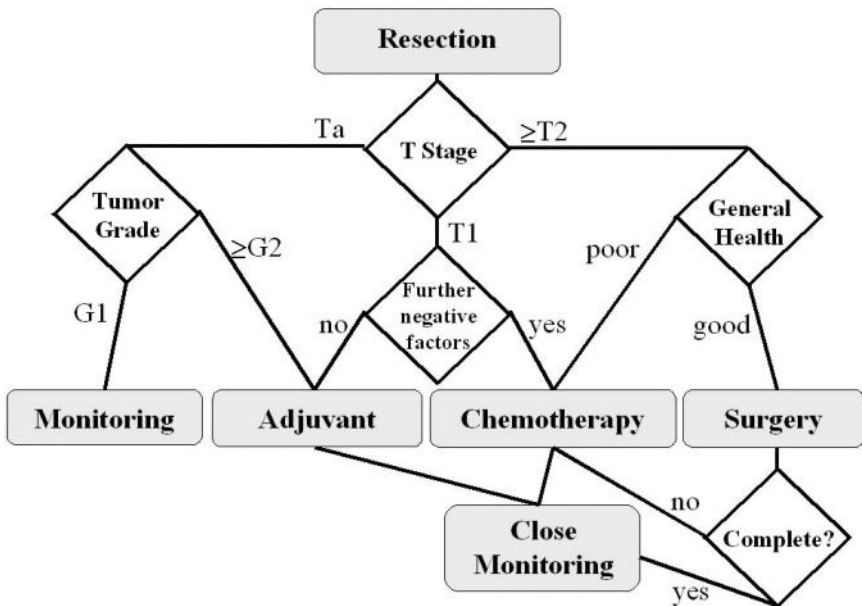 Resection
Ta
T Stage
≥T2
Tumor
Grade
General
Health
T1
≥G2
poor
G1
no
Further
negative
factors
yes
good
Monitoring
Adjuvant
Chemotherapy
Surgery
no
Close
Monitoring
Complete?
yes